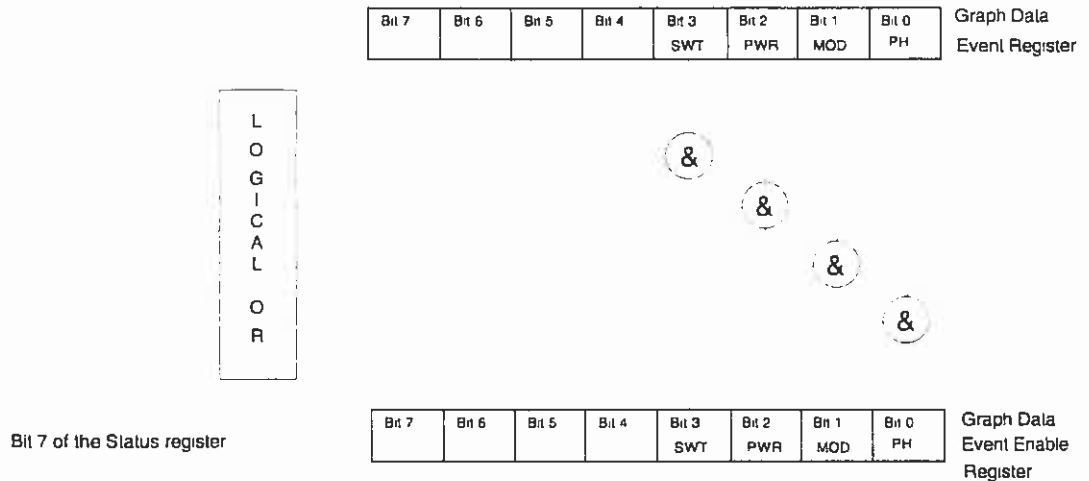 Bit 7 Bit 6 Bit 5 Bit 4 Bit 3 Bit 2 Bit 1 Bit 0 Graph Data
SWT PWR MOD PH Event Register
L
O
G
I
C
A
L
O
R
&
&
&
&
Bit 7 Bit 6 Bit 5 Bit 4 Bit 3 Bit 2 Bit 1 Bit 0 Graph Data
Bit 7 of the Status register SWT PWR MOD PH Event Enable
Register